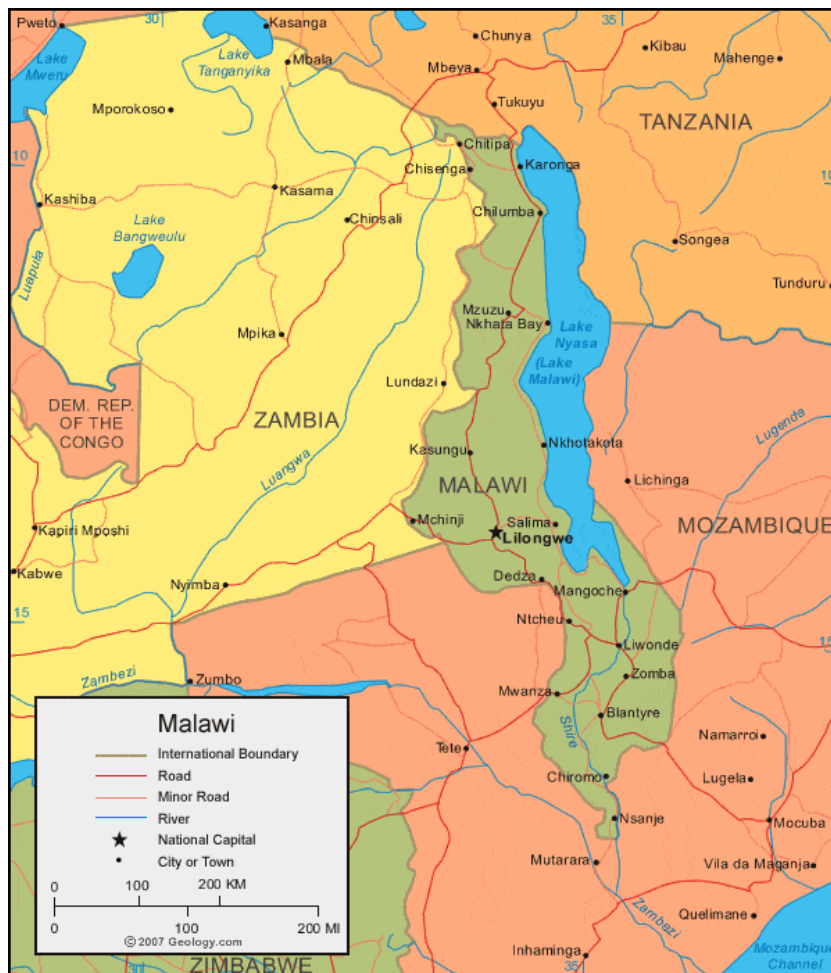 30
35
Pweto
Kasanga
Chunya
Kibau
Mahenge
Lake
Mweru
Lake
Tanganyika
Mbala
Mbeya
Mporokoso
Tukuyu
TANZANIA
Chitipa
10
Karonga
10
Chisenga
Kashiba
Kasama
Chinsali
Chilumba
Lake
Bangweulu
Songea
Luapula
Tunduru
Mzuzu
Nkhata Bay
Lake
Nyasa
(Lake
Malawi)
Mpika
Lundazi
DEM. REP.
OF THE
CONGO
ZAMBIA
Lugenda
Luangwa
Kasungu
Nkhotakota
MALAWI
Lichinga
Kapiri Mposhi
Mchinji
Salima
Lilongwe
MOZAMBIQUE
Kabwe
Nyimba
Dedza
Mangoche
15
Ntcheu
Liwonde
15
Zambezi
Zumbo
Zomba
Mwanza
Blantyre
Shire
Namarroi
Tete
Chiromo
Lugela
Nsanje
Mocuba
Mutarara
Vila da Maganja
Zambezi
Quelimane
Inhaminga
35
Mozambique
Channel
Malawi
International Boundary
Road
Minor Road
River
National Capital
City or Town
0 100 200 KM
0 100 200 MI
© 2007 Geology.com
ZIMBABWE
30